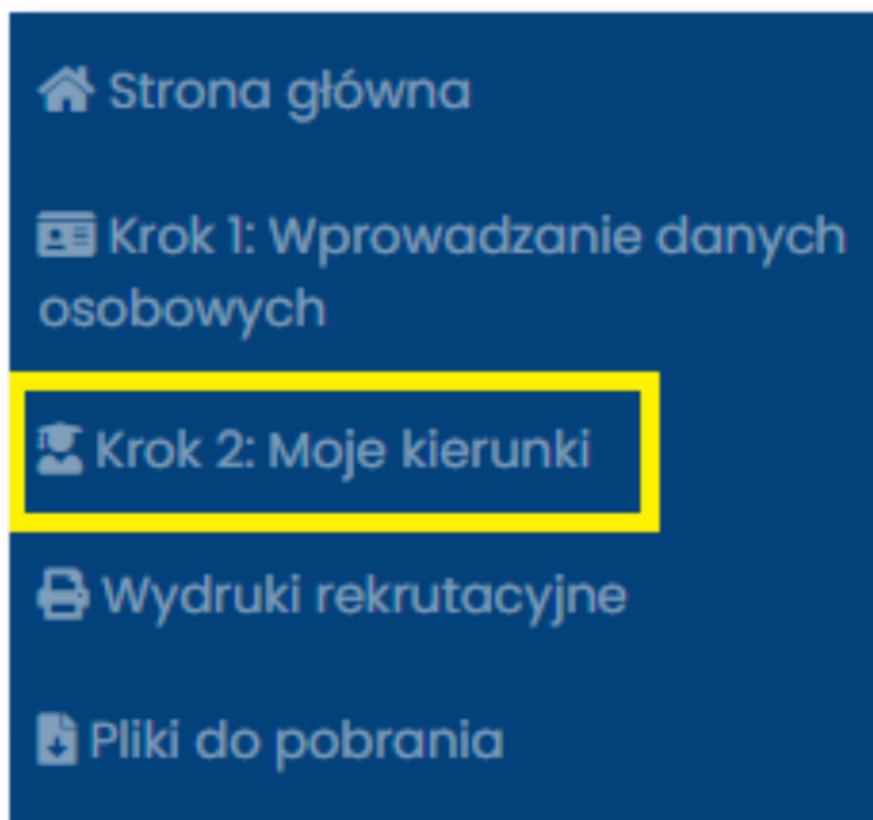 Strona główna
Krok 1: Wprowadzanie danych
osobowych
Krok 2: Moje kierunki
Wydruki rekrutacyjne
Pliki do pobrania